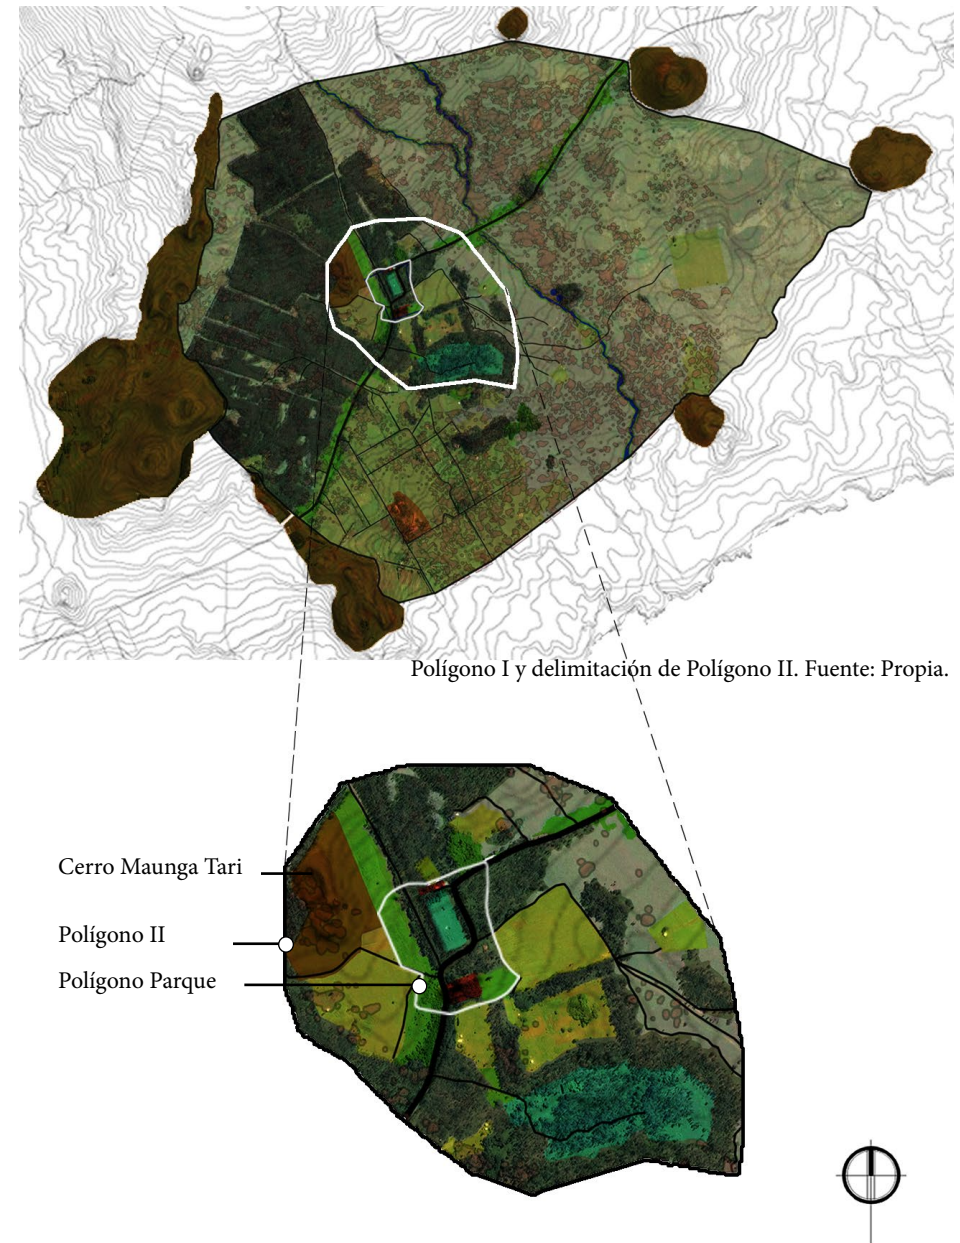 Polígono I y delimitación de Polígono II. Fuente: Propia.
Cerro Maunga Tari
Polígono II
Polígono Parque